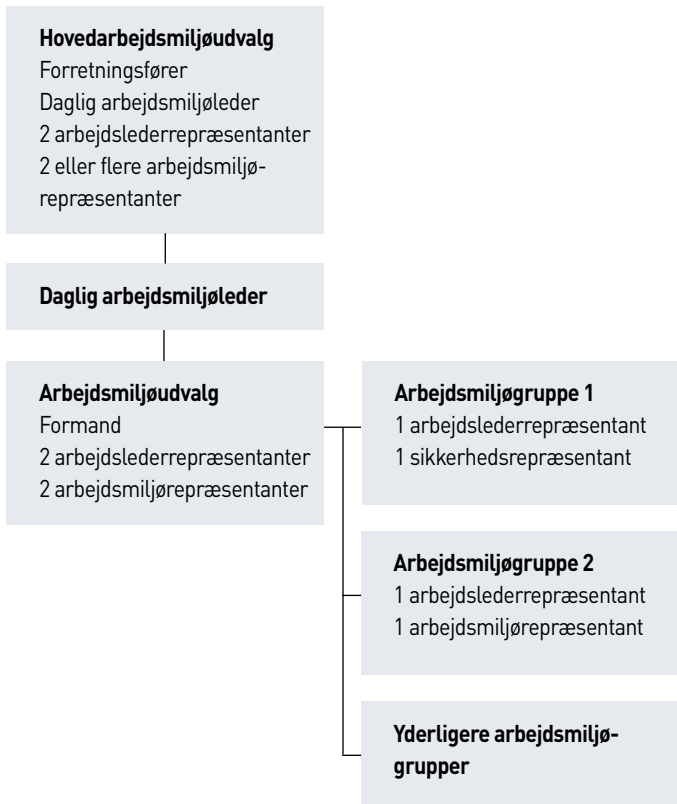 Hovedarbejdsmiljøudvalg
Forretningsfører
Daglig arbejdsmiljøleder
2 arbejdslederrepræsentanter
2 eller flere arbejdsmiljø-
repræsentanter
Daglig arbejdsmiljøleder
Arbejdsmiljøudvalg
Formand
2 arbejdslederrepræsentanter
2 arbejdsmiljørepræsentanter
Arbejdsmiljøgruppe 1
1 arbejdslederrepræsentant
1 sikkerhedsrepræsentant
Arbejdsmiljøgruppe 2
1 arbejdslederrepræsentant
1 arbejdsmiljørepræsentant
Yderligere arbejdsmiljø-
grupper